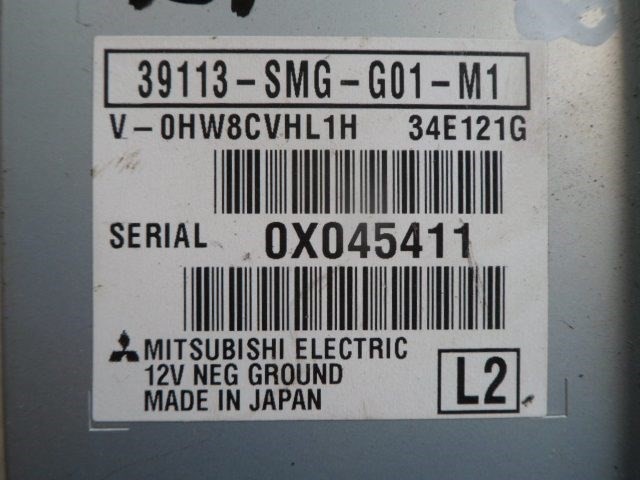 39113-SMG-G01-M1
V-0HW8CVHL1H 34E121G
SERIAL 0X045411
MITSUBISHI ELECTRIC
12V NEG GROUND
MADE IN JAPAN
L2